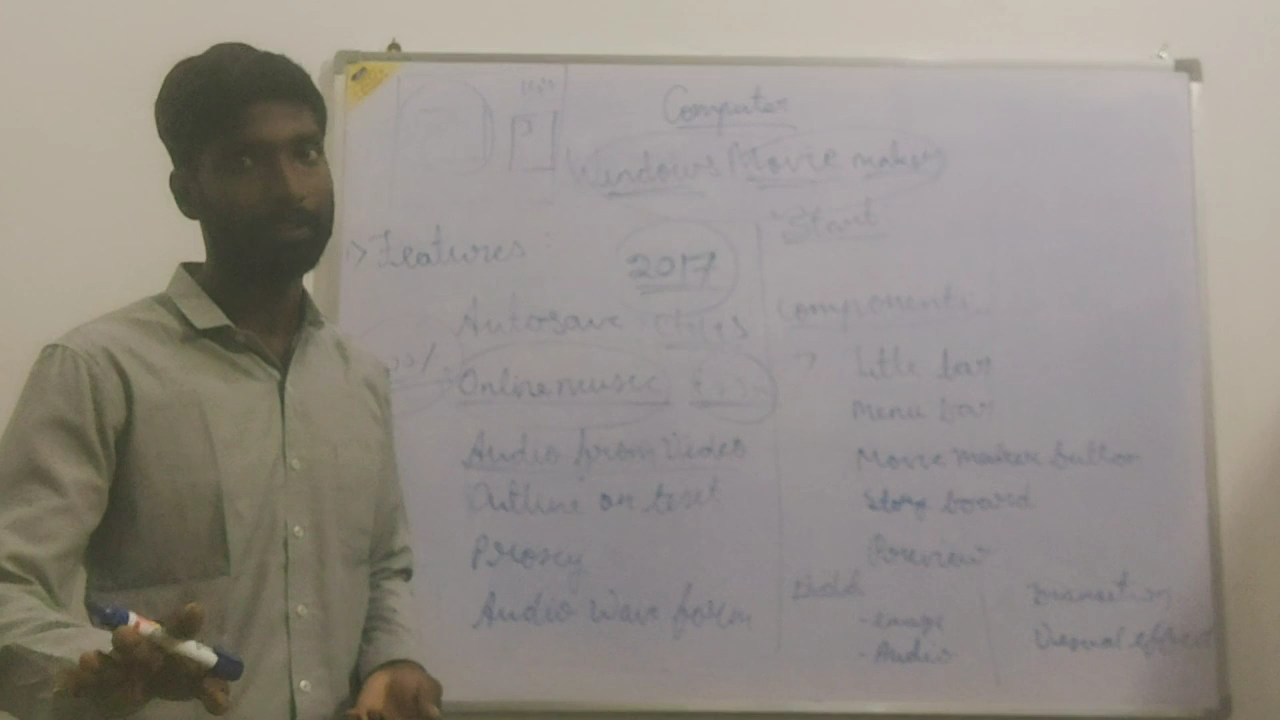 Computer
Windows Movie maker
> Features :
2017
Autosave
Online music
Audio from Video
Outline on text
Proxy
Audio Wave form
Start
Components
Title bar
Menu bar
Movie maker button
Story board
Preview
- image
- Audio
Visual effect